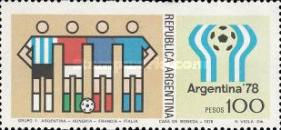 REPUBLICA ARGENTINA
Argentina '78
PESOS 100
GRUPO 1. ARGENTINA - HUNGRIA - FRANCIA - ITALIA
CASA DE MONEDA - 1978